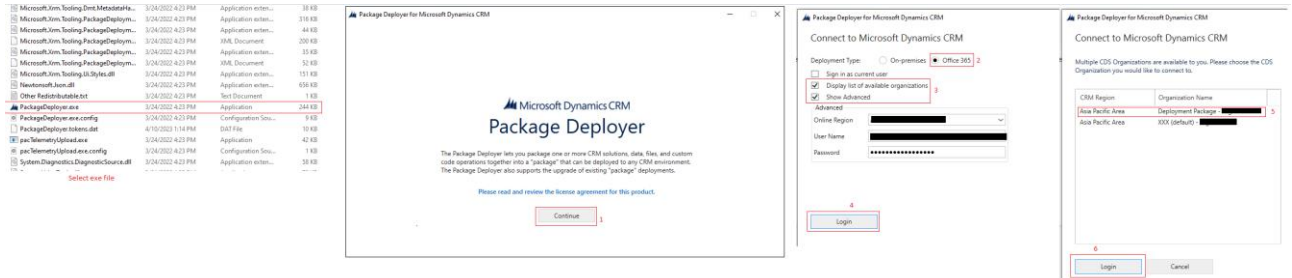 Microsoft.Xrm.Tooling.Dmt.MetadataHa... 3/24/2022 4:23 PM Application exten... 38 KB
Microsoft.Xrm.Tooling.PackageDeploym... 3/24/2022 4:23 PM Application exten... 316 KB
Microsoft.Xrm.Tooling.PackageDeploym... 3/24/2022 4:23 PM Application exten... 44 KB
Microsoft.Xrm.Tooling.PackageDeploym... 3/24/2022 4:23 PM XML Document 200 KB
Microsoft.Xrm.Tooling.PackageDeploym... 3/24/2022 4:23 PM Application exten... 35 KB
Microsoft.Xrm.Tooling.PackageDeploym... 3/24/2022 4:23 PM XML Document 52 KB
Microsoft.Xrm.Tooling.Ui.Styles.dll 3/24/2022 4:23 PM Application exten... 151 KB
Newtonsoft.Json.dll 3/24/2022 4:23 PM Application exten... 656 KB
Other Redistributable.txt 3/24/2022 4:23 PM Text Document 1 KB
PackageDeployer.exe 3/24/2022 4:23 PM Application 244 KB
PackageDeployer.exe.config 3/24/2022 4:23 PM Configuration Sou... 9 KB
PackageDeployer.tokens.dat 4/10/2022 1:14 PM DAT File 10 KB
pacTelemetryUpload.exe 3/24/2022 4:23 PM Application 42 KB
pacTelemetryUpload.exe.config 3/24/2022 4:23 PM Configuration Sou... 1 KB
System.Diagnostics.DiagnosticSource.dll 3/24/2022 4:23 PM Application exten... 58 KB
Select exe file
Package Deployer for Microsoft Dynamics CRM
Microsoft Dynamics CRM
Package Deployer
The Package Deployer lets you package one or more CRM solutions, data, files, and custom
code operations together into a "package" that can be deployed to any CRM environment.
The Package Deployer also supports the upgrade of existing "package" deployments.
Please read and review the license agreement for this product.
Continue 1
Package Deployer for Microsoft Dynamics CRM
Connect to Microsoft Dynamics CRM
Deployment Type: On-premises Office 365 2
Sign in as current user
Display list of available organizations 3
Show Advanced
Advanced
Online Region
User Name
Password
4
Login
Package Deployer for Microsoft Dynamics CRM
Connect to Microsoft Dynamics CRM
Multiple CDS Organizations are available to you. Please choose the CDS
Organization you would like to connect to.
CRM Region Organization Name
Asia Pacific Area Deployment Package - 5
Asia Pacific Area XXX (default) -
6
Login Cancel